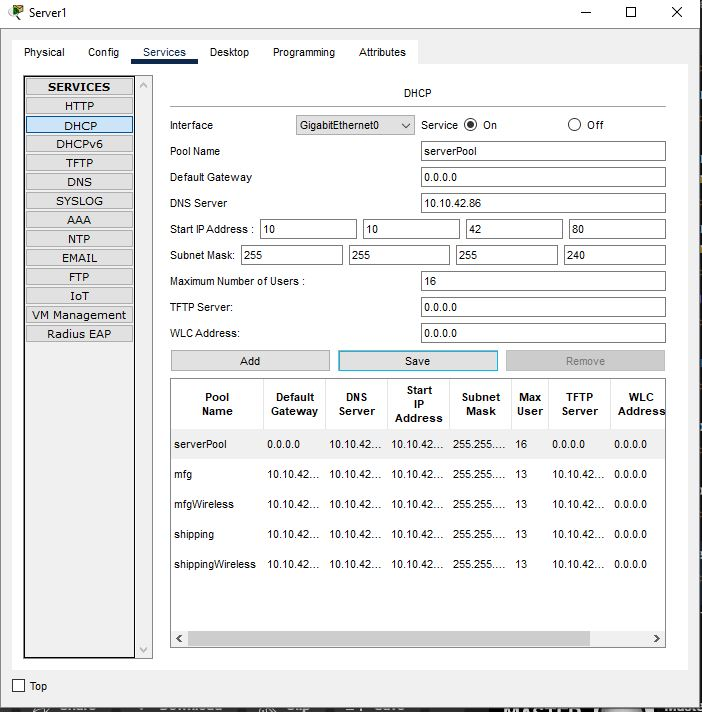 Server1
Physical Config Services Desktop Programming Attributes
SERVICES
HTTP
DHCP
DHCPv6
TFTP
DNS
SYSLOG
AAA
NTP
EMAIL
FTP
IoT
VM Management
Radius EAP
DHCP
Interface GigabitEthernet0 Service On Off
Pool Name serverPool
Default Gateway 0.0.0.0
DNS Server 10.10.42.86
Start IP Address : 10 10 42 80
Subnet Mask: 255 255 255 240
Maximum Number of Users : 16
TFTP Server: 0.0.0.0
WLC Address: 0.0.0.0
Add Save Remove
Pool Name Default Gateway DNS Server Start IP Address Subnet Mask Max User TFTP Server WLC Address
serverPool 0.0.0.0 10.10.42... 10.10.42... 255.255.... 16 0.0.0.0 0.0.0.0
mfg 10.10.42... 10.10.42... 10.10.42... 255.255.... 13 10.10.42... 0.0.0.0
mfgWireless 10.10.42... 10.10.42... 10.10.42... 255.255.... 13 10.10.42... 0.0.0.0
shipping 10.10.42... 10.10.42... 10.10.42... 255.255.... 13 10.10.42... 0.0.0.0
shippingWireless 10.10.42... 10.10.42... 10.10.42... 255.255.... 13 10.10.42... 0.0.0.0
Top